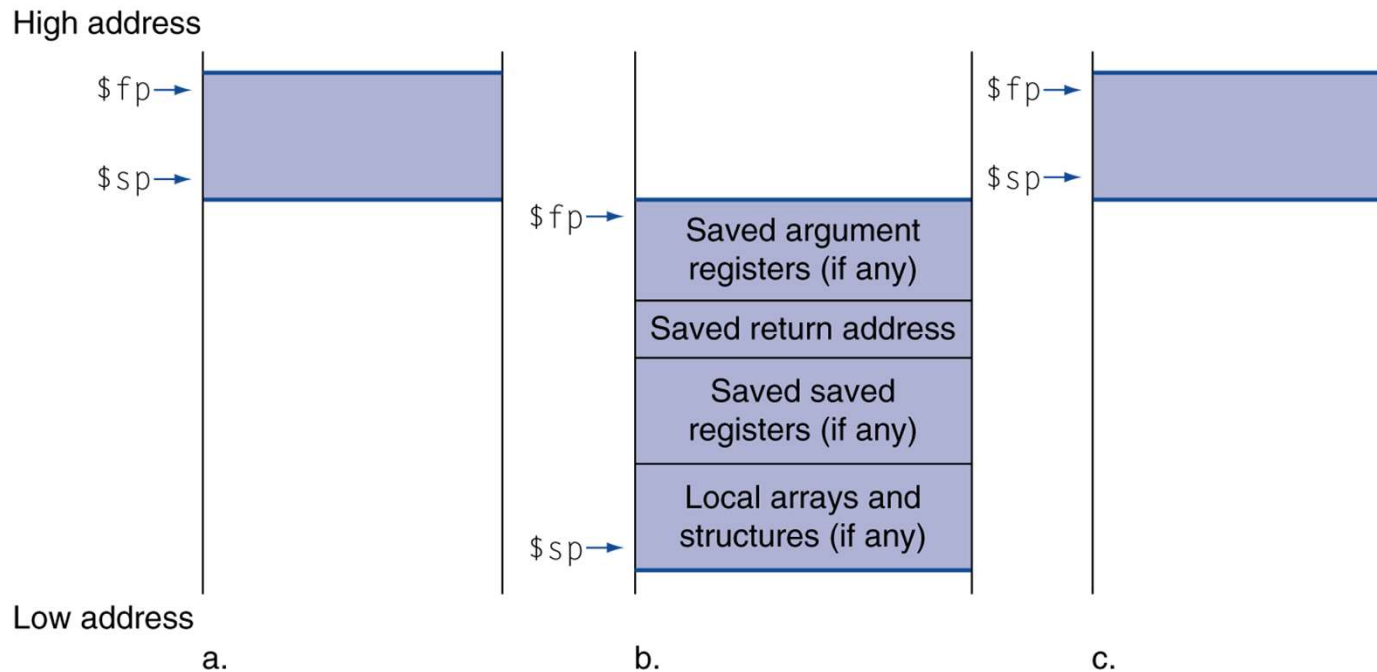 High address
$fp
$sp
$fp
Saved argument
registers (if any)
Saved return address
Saved saved
registers (if any)
Local arrays and
structures (if any)
$sp
$fp
$sp
Low address
a.
b.
c.